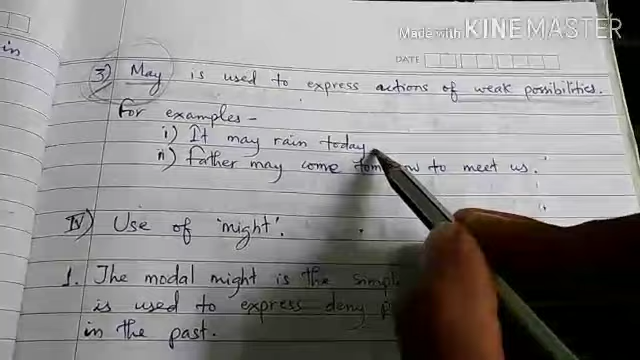 Made with KINEMASTER
DATE
in
3) May is used to express actions of weak possibilities.
for examples-
i) It may rain today
ii) father may come to meet us.
IV) Use of 'might'.
1. The modal might is the
is used to express deny
in the past.